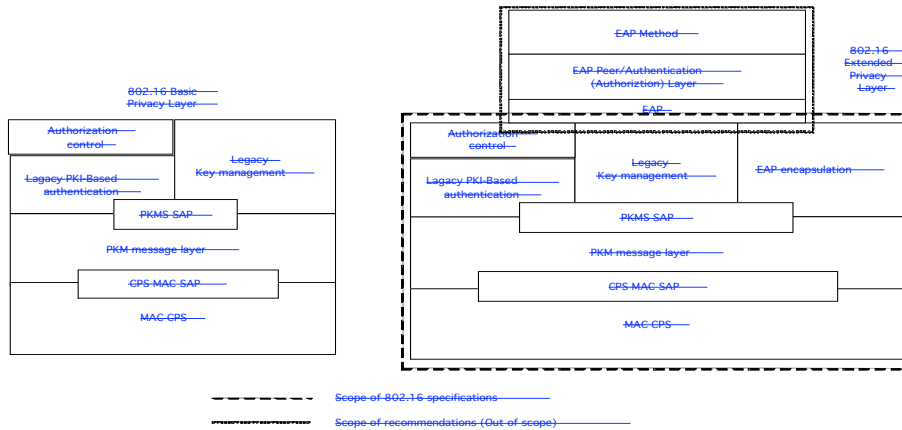 802.16 Basic
Privacy Layer
Authorization
control
Legacy
Key management
Lagacy PKI-Based
authentication
PKMS SAP
PKM message layer
CPS MAC SAP
MAC CPS
EAP Method
EAP Peer/Authentication
(Authoriztion) Layer
EAP
802.16
Extended
Privacy
Layer
Authorization
control
Legacy
Key management
EAP encapsulation
Lagacy PKI-Based
authentication
PKMS SAP
PKM message layer
CPS MAC SAP
MAC CPS
Scope of 802.16 specifications
Scope of recommendations (Out of scope)